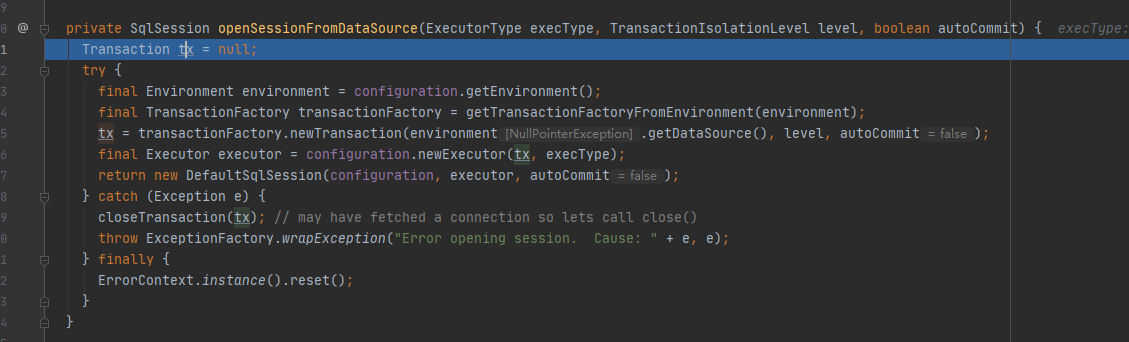 9
0 @ private SqlSession openSessionFromDataSource(ExecutorType execType, TransactionIsolationLevel level, boolean autoCommit) { execType:
1 Transaction tx = null;
2 try {
3 final Environment environment = configuration.getEnvironment();
4 final TransactionFactory transactionFactory = getTransactionFactoryFromEnvironment(environment);
5 tx = transactionFactory.newTransaction(environment [NullPointerException] .getDataSource(), level, autoCommit = false );
6 final Executor executor = configuration.newExecutor(tx, execType);
7 return new DefaultSqlSession(configuration, executor, autoCommit = false );
8 } catch (Exception e) {
9 closeTransaction(tx); // may have fetched a connection so lets call close()
0 throw ExceptionFactory.wrapException("Error opening session.  Cause: " + e, e);
1 } finally {
2 ErrorContext.instance().reset();
3 }
4 }